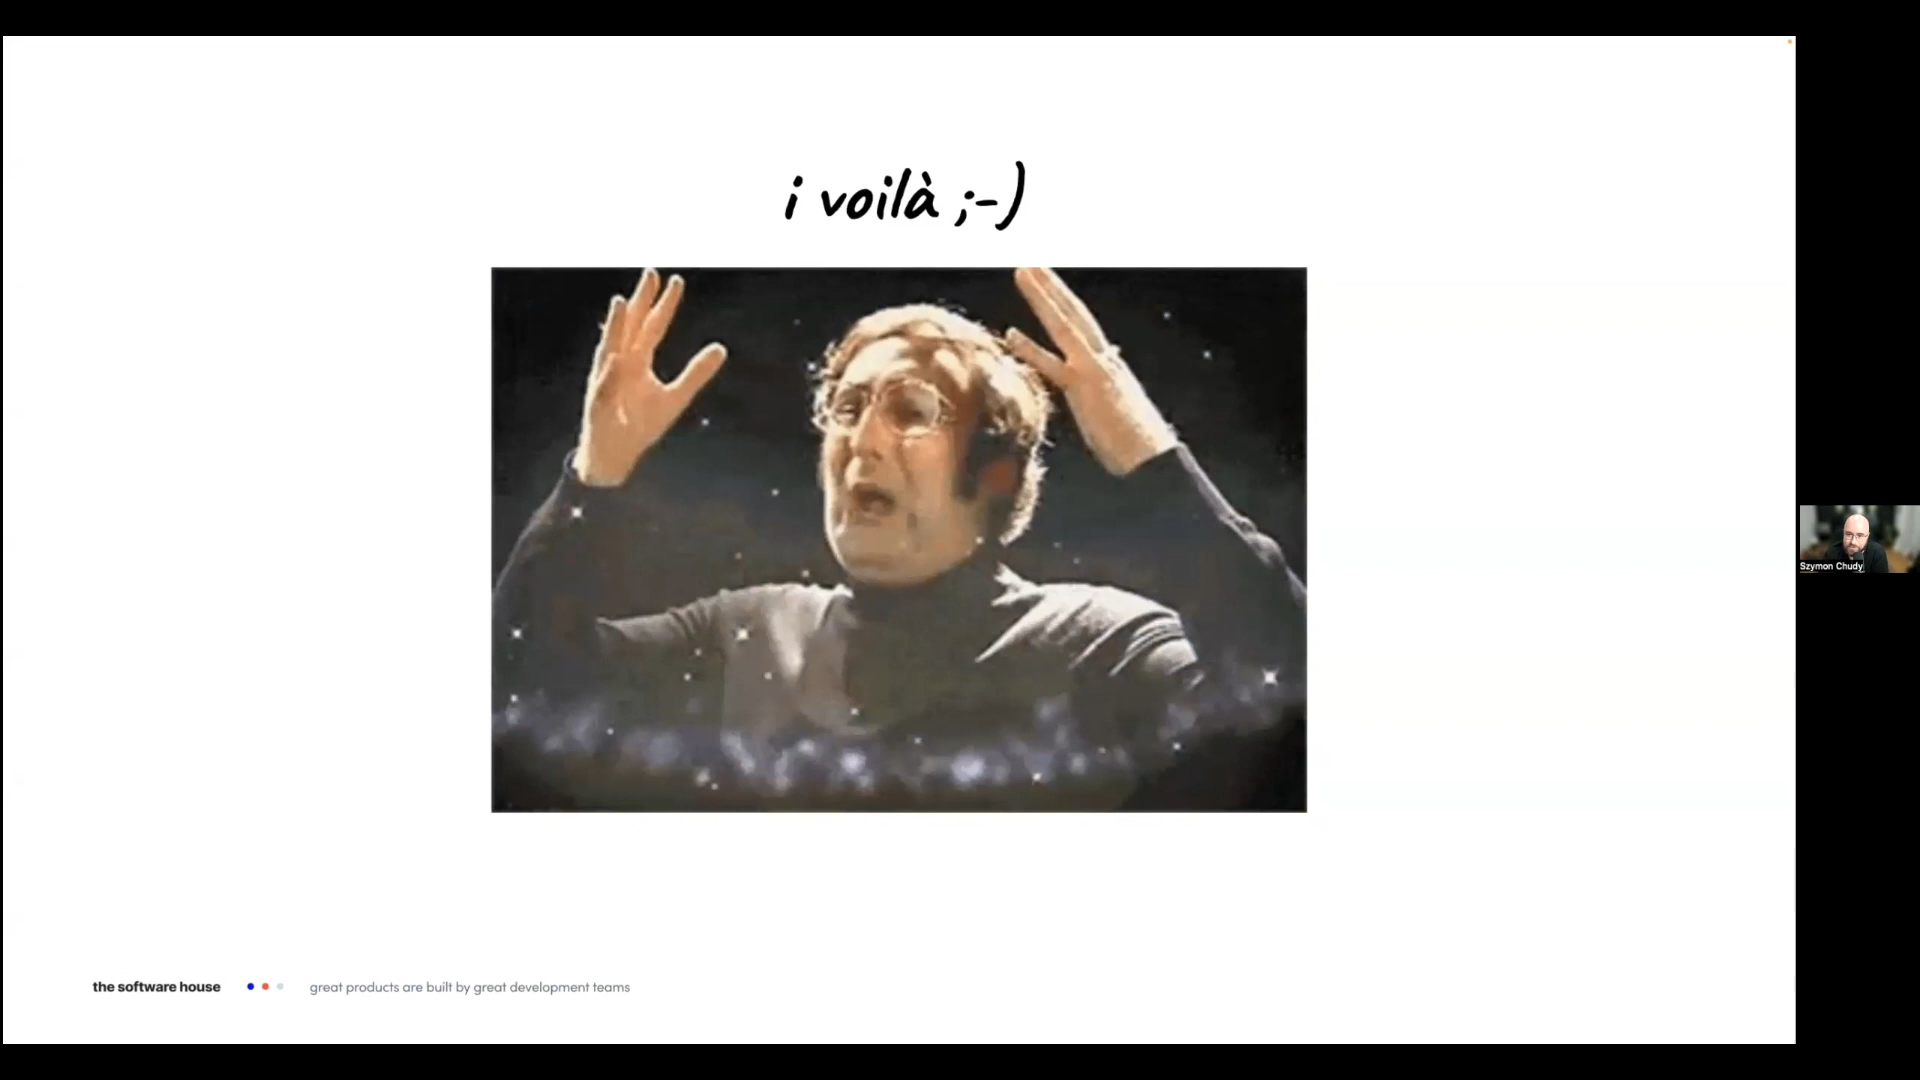 i voilà ;-)
Szymon Chudy
the software house
great products are built by great development teams